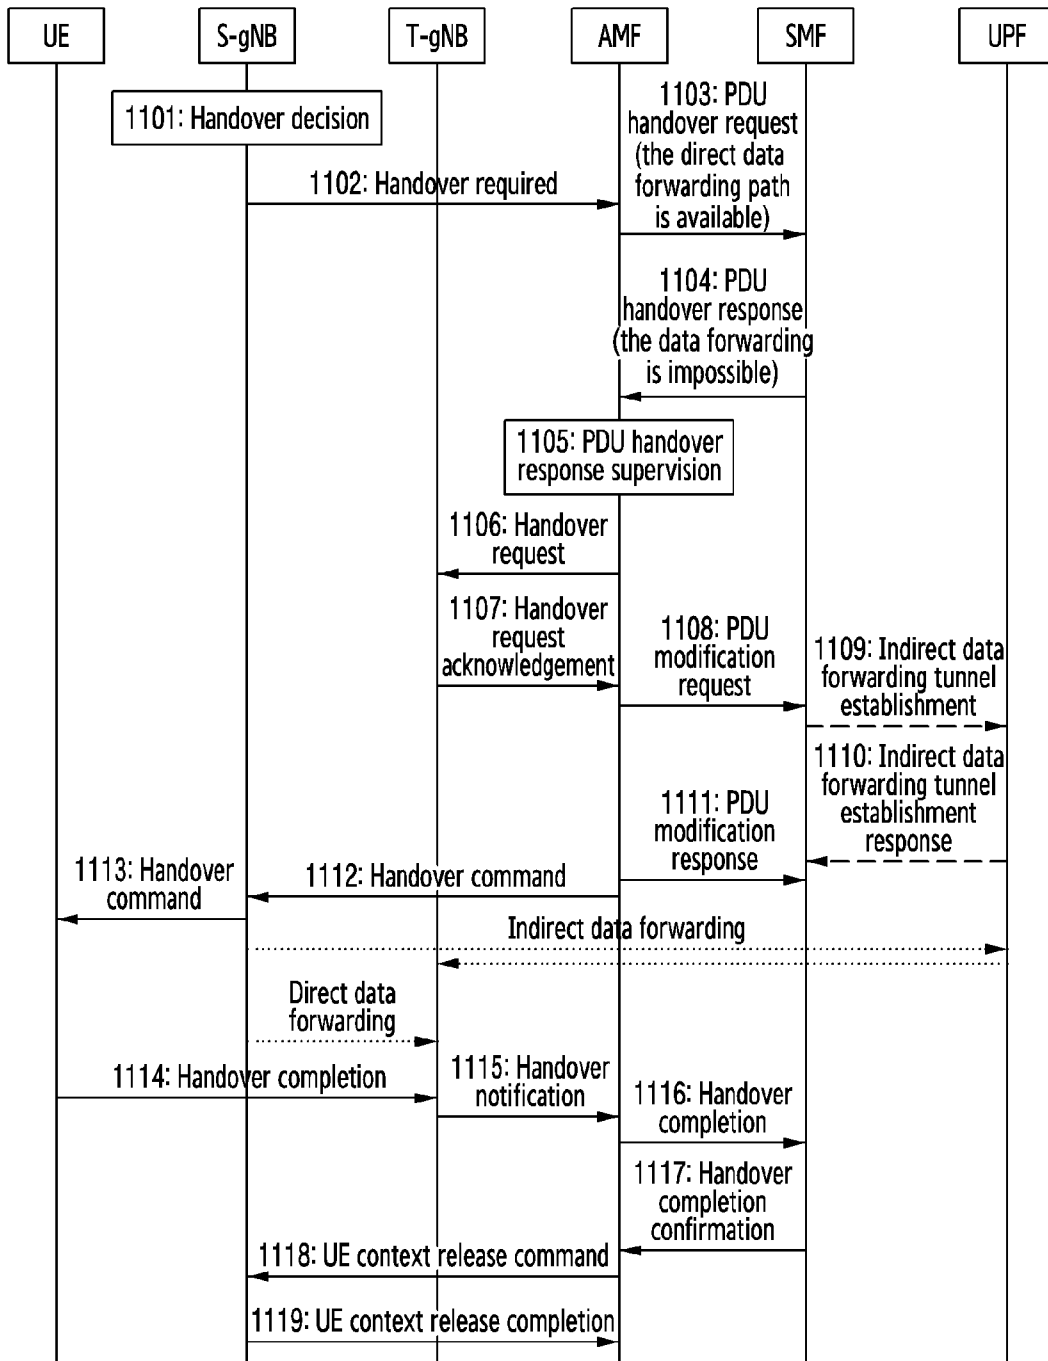 UE
S-gNB
T-gNB
AMF
SMF
UPF
1101: Handover decision
1103: PDU
handover request
(the direct data
forwarding path
is available)
1102: Handover required
1104: PDU
handover response
(the data forwarding
is impossible)
1105: PDU handover
response supervision
1106: Handover
request
1107: Handover
request
acknowledgement
1108: PDU
modification
request
1109: Indirect data
forwarding tunnel
establishment
1110: Indirect data
forwarding tunnel
establishment
response
1111: PDU
modification
response
1112: Handover command
1113: Handover
command
Indirect data forwarding
Direct data
forwarding
1114: Handover completion
1115: Handover
notification
1116: Handover
completion
1117: Handover
completion
confirmation
1118: UE context release command
1119: UE context release completion